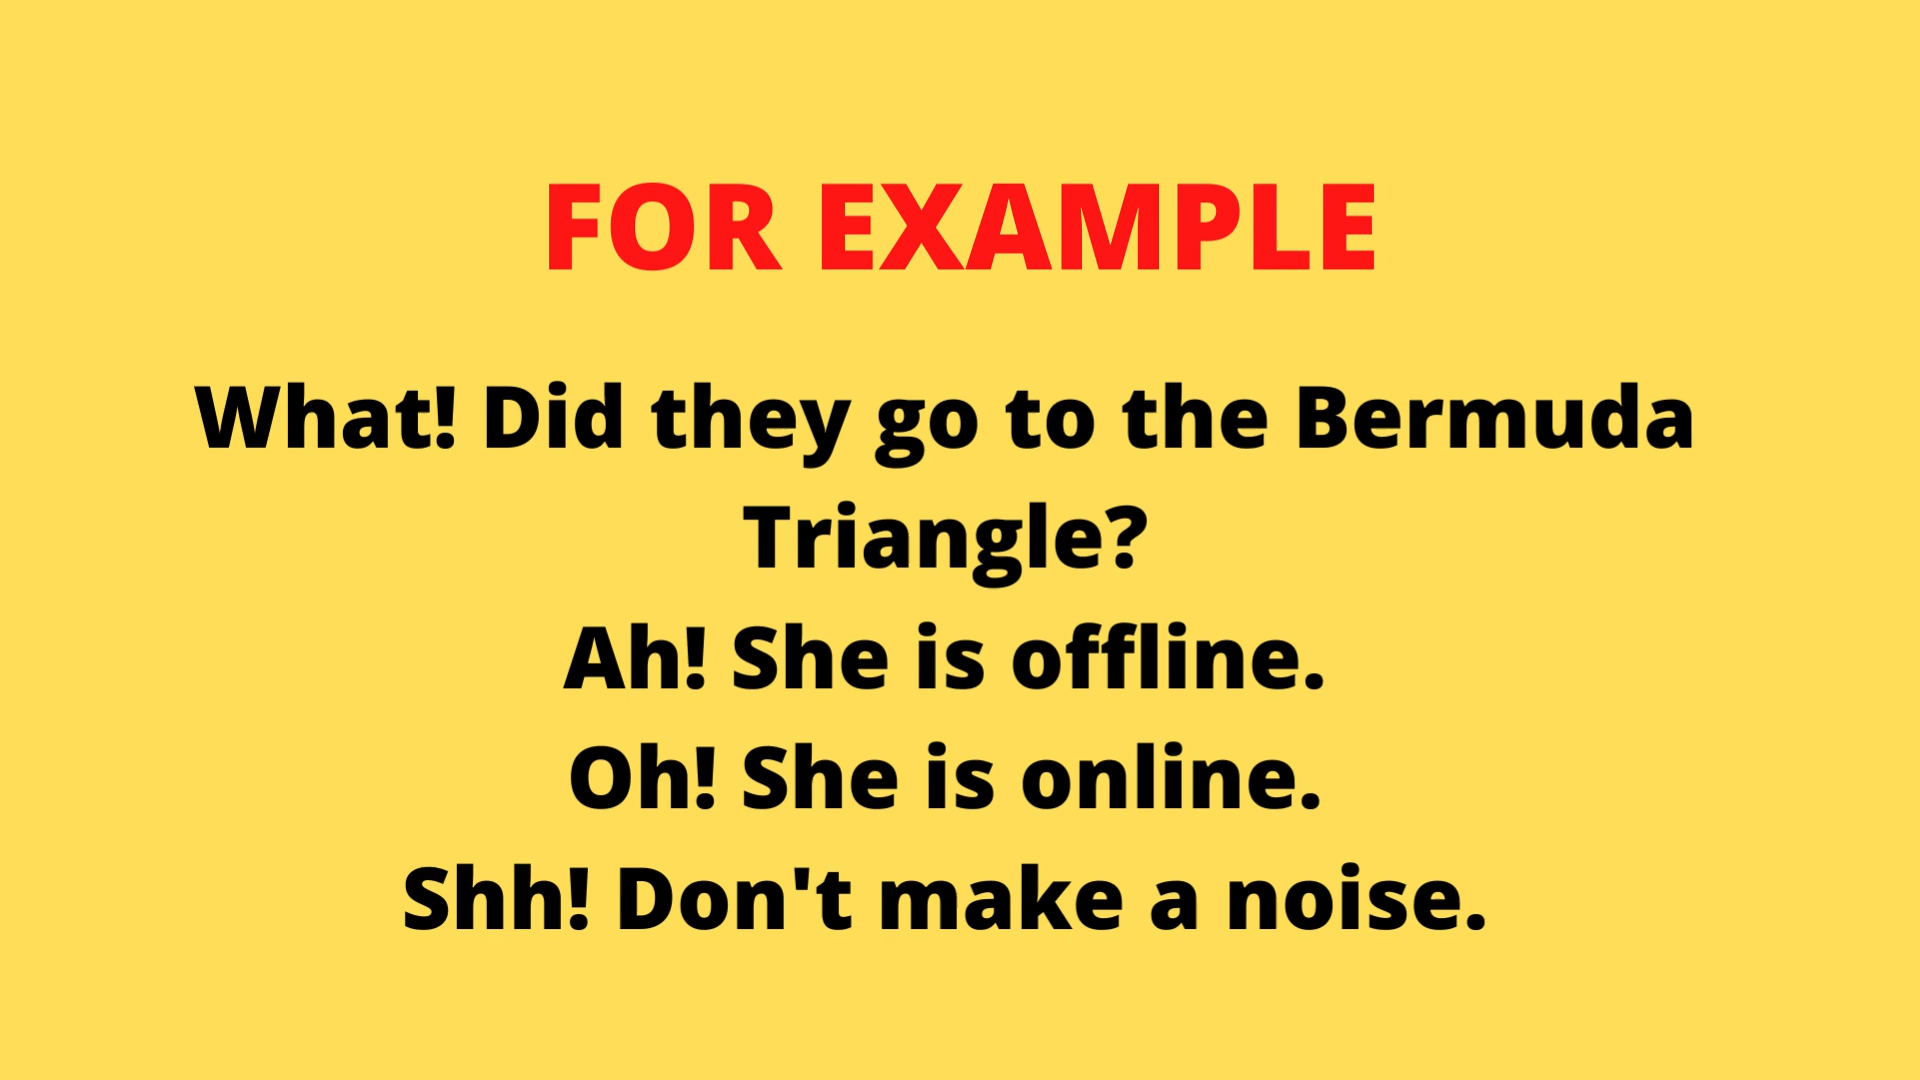 FOR EXAMPLE
What! Did they go to the Bermuda
Triangle?
Ah! She is offline.
Oh! She is online.
Shh! Don't make a noise.